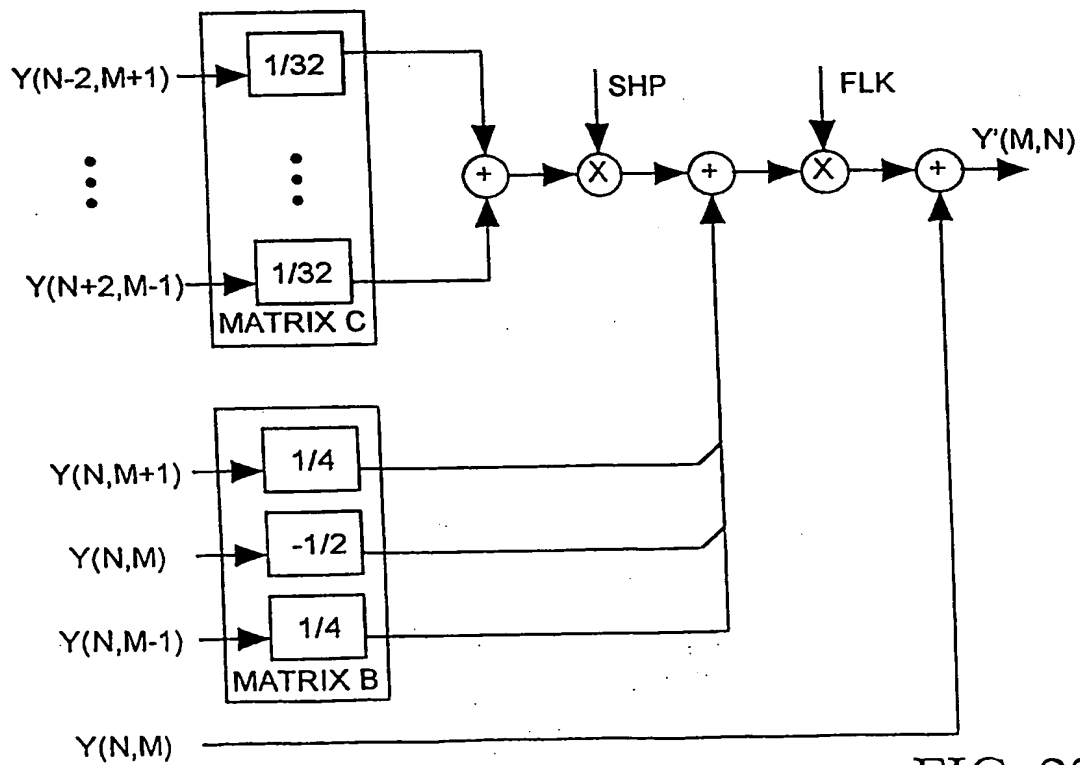 Y(N-2,M+1)
1/32
SHP
FLK
Y'(M,N)
+
X
+
X
+
Y(N+2,M-1)
1/32
MATRIX C
Y(N,M+1)
1/4
Y(N,M)
-1/2
Y(N,M-1)
1/4
MATRIX B
Y(N,M)